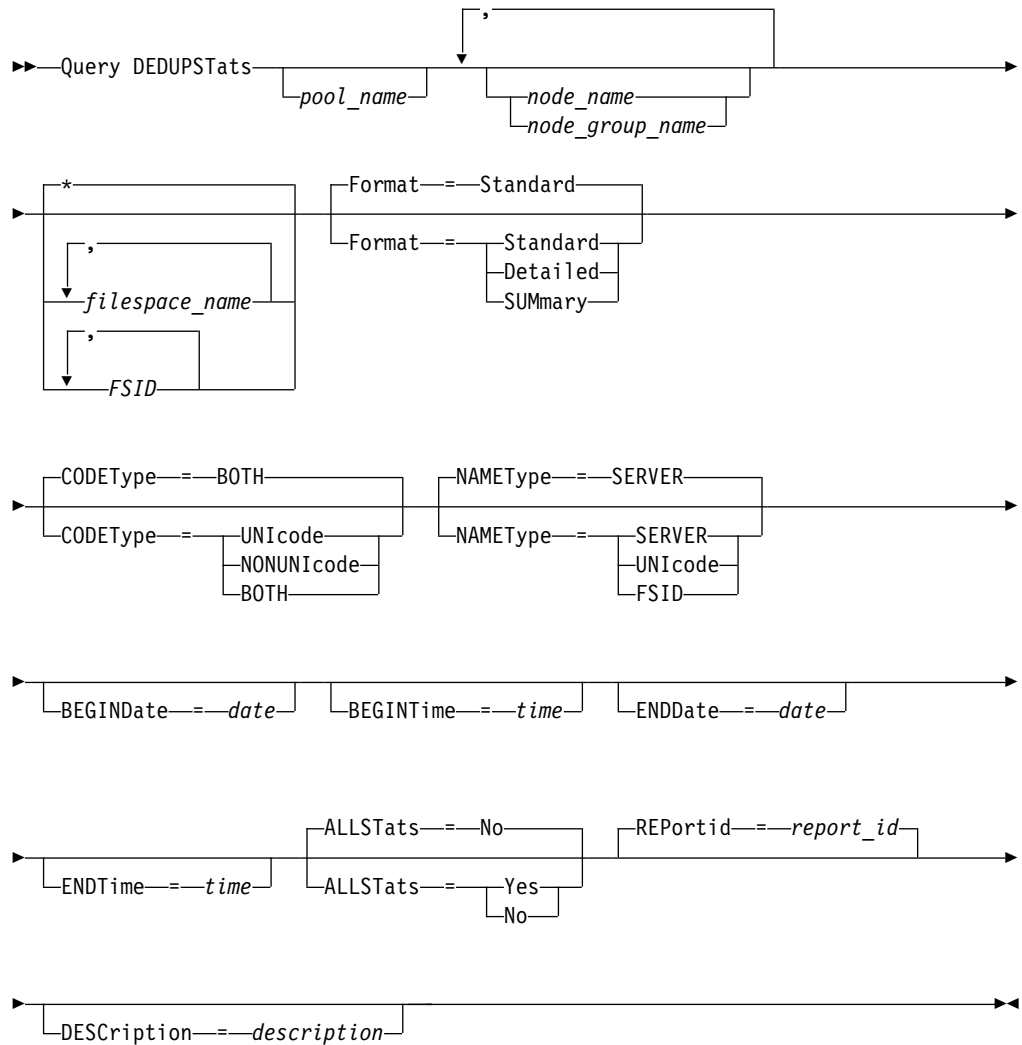 ,
Query DEDUPSTats
pool_name
node_name
node_group_name
*
,
filespace_name
,
FSID
Format = Standard
Format = Standard
Detailed
SUMmary
CODEType = BOTH
CODEType = UNIcode
NONUNIcode
BOTH
NAMEType = SERVER
NAMEType = SERVER
UNIcode
FSID
BEGINDate = date
BEGINTime = time
ENDDate = date
ENDTime = time
ALLSTats = No
ALLSTats = Yes
No
REPortid = report_id
DESCription = description